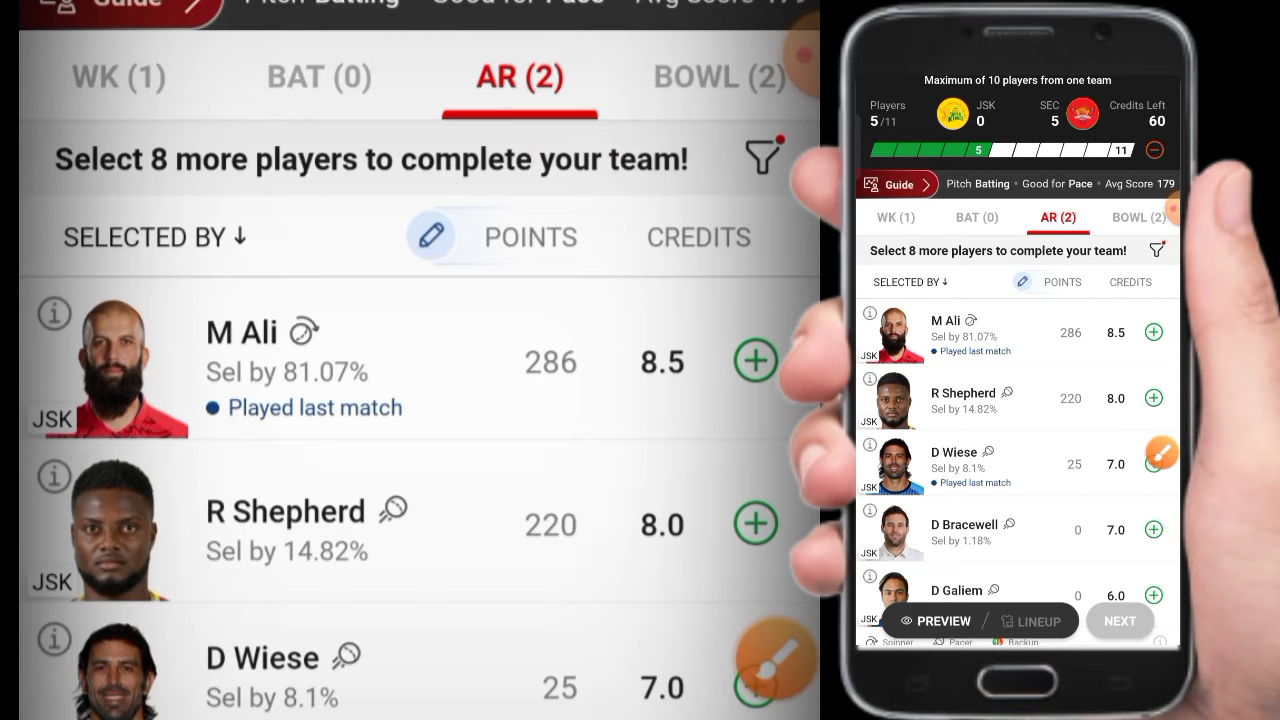 Guide
Pitch Batting
Good for Pace
Avg Score 179
WK (1)
BAT (0)
AR (2)
BOWL (2)
Select 8 more players to complete your team!
SELECTED BY ↓
POINTS
CREDITS
M Ali
Sel by 81.07%
Played last match
286
8.5
JSK
R Shepherd
Sel by 14.82%
220
8.0
JSK
D Wiese
Sel by 8.1%
25
7.0
Maximum of 10 players from one team
Players
5/11
JSK
0
SEC
5
Credits Left
60
5
11
Guide
Pitch Batting • Good for Pace • Avg Score 179
WK (1)
BAT (0)
AR (2)
BOWL (2)
Select 8 more players to complete your team!
SELECTED BY ↓
POINTS
CREDITS
M Ali
Sel by 81.07%
Played last match
286
8.5
JSK
R Shepherd
Sel by 14.82%
220
8.0
JSK
D Wiese
Sel by 8.1%
Played last match
25
7.0
JSK
D Bracewell
Sel by 1.18%
0
7.0
JSK
D Galiem
0
6.0
JSK
PREVIEW
LINEUP
NEXT
Spinner
Pacer
Backup